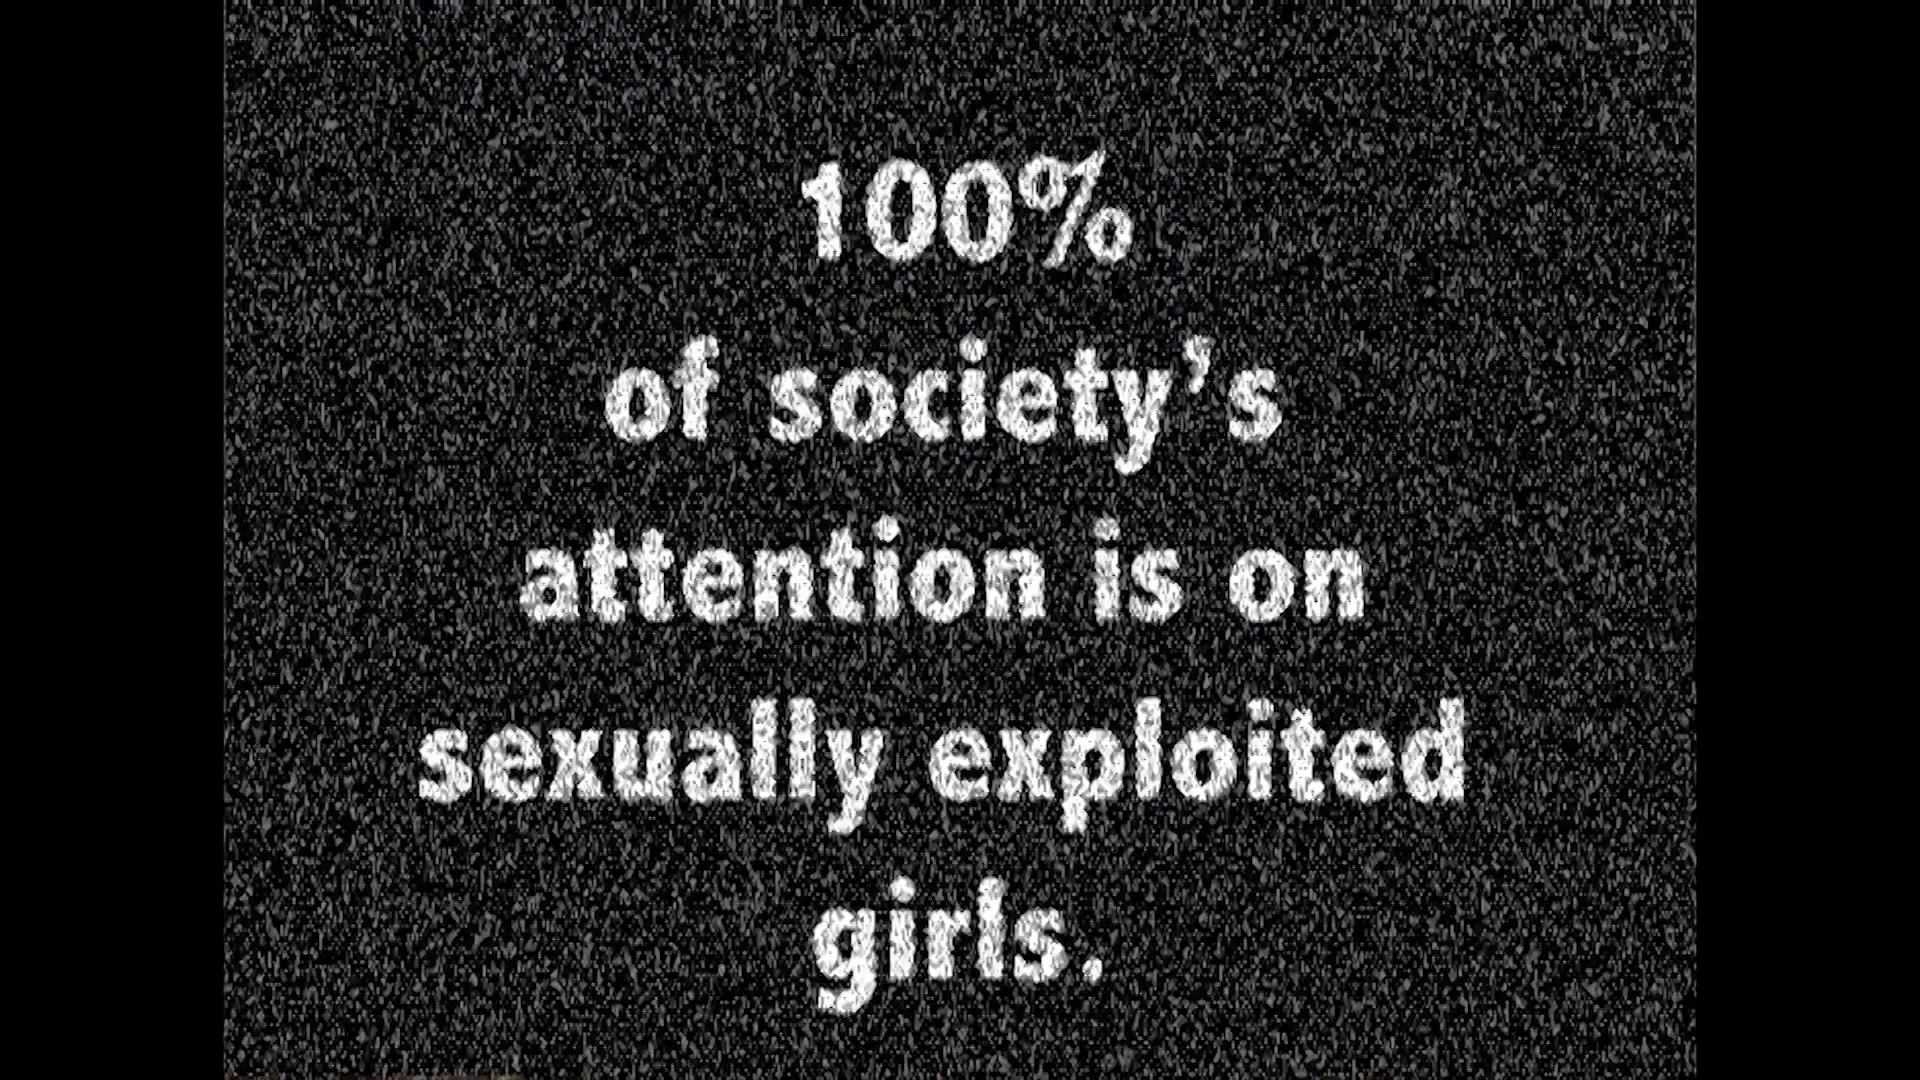 100%
of society’s
attention is on
sexually exploited
girls.